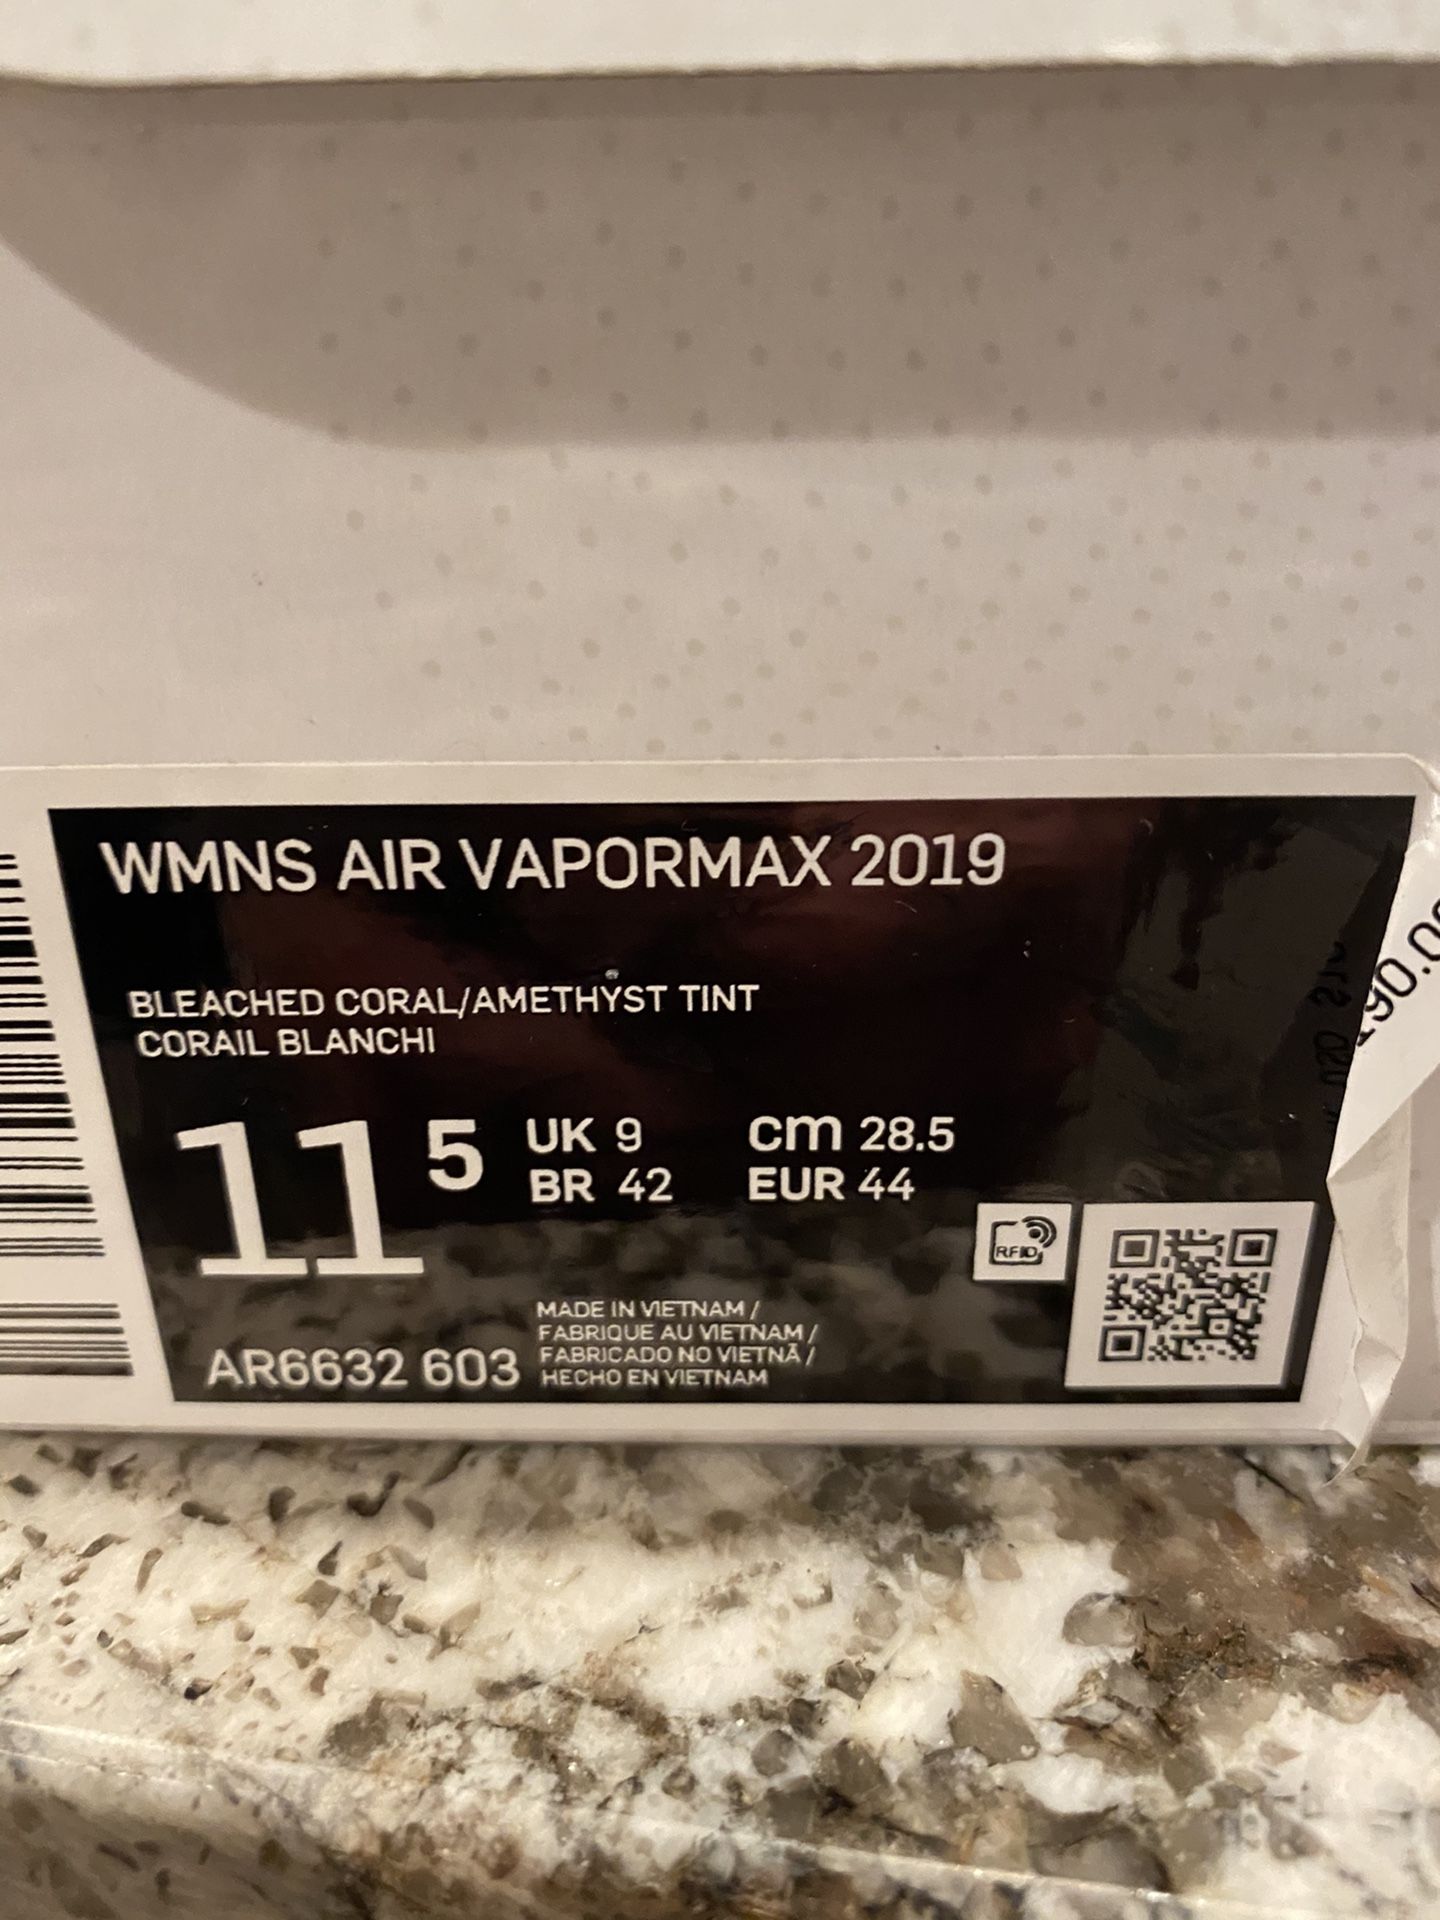 WMNS AIR VAPORMAX 2019
BLEACHED CORAL/AMETHYST TINT
CORAIL BLANCHI
11 5
UK 9
BR 42
cm 28.5
EUR 44
RFID
MADE IN VIETNAM /
FABRIQUE AU VIETNAM /
FABRICADO NO VIETNÃ /
HECHO EN VIETNAM
AR6632 603